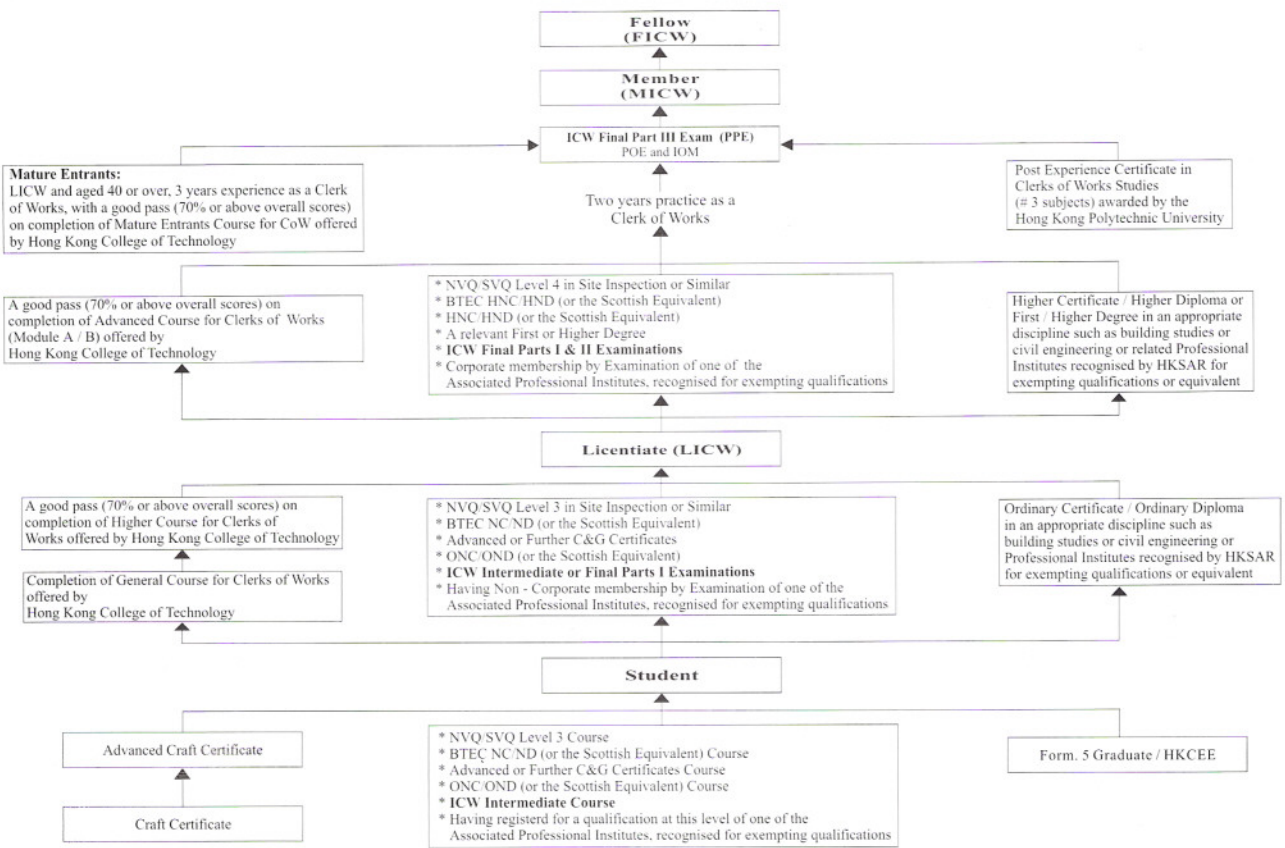 Fellow
(FICW)
Member
(MICW)
ICW Final Part III Exam (PPE)
POE and IOM
Mature Entrants:
LICW and aged 40 or over, 3 years experience as a Clerk
of Works, with a good pass (70% or above overall scores)
on completion of Mature Entrants Course for CoW offered
by Hong Kong College of Technology
Two years practice as a
Clerk of Works
Post Experience Certificate in
Clerks of Works Studies
(# 3 subjects) awarded by the
Hong Kong Polytechnic University
A good pass (70% or above overall scores) on
completion of Advanced Course for Clerks of Works
(Module A / B) offered by
Hong Kong College of Technology
* NVQ/SVQ Level 4 in Site Inspection or Similar
* BTEC HNC/HND (or the Scottish Equivalent)
* HNC/HND (or the Scottish Equivalent)
* A relevant First or Higher Degree
* ICW Final Parts I & II Examinations
* Corporate membership by Examination of one of the
Associated Professional Institutes, recognised for exempting qualifications
Higher Certificate / Higher Diploma or
First / Higher Degree in an appropriate
discipline such as building studies or
civil engineering or related Professional
Institutes recognised by HKSAR for
exempting qualifications or equivalent
Licentiate (LICW)
A good pass (70% or above overall scores) on
completion of Higher Course for Clerks of
Works offered by Hong Kong College of Technology
Completion of General Course for Clerks of Works
offered by
Hong Kong College of Technology
* NVQ/SVQ Level 3 in Site Inspection or Similar
* BTEC NC/ND (or the Scottish Equivalent)
* Advanced or Further C&G Certificates
* ONC/OND (or the Scottish Equivalent)
* ICW Intermediate or Final Parts I Examinations
* Having Non - Corporate membership by Examination of one of the
Associated Professional Institutes, recognised for exempting qualifications
Ordinary Certificate / Ordinary Diploma
in an appropriate discipline such as
building studies or civil engineering or
Professional Institutes recognised by HKSAR
for exempting qualifications or equivalent
Student
Advanced Craft Certificate
Craft Certificate
* NVQ/SVQ Level 3 Course
* BTEC NC/ND (or the Scottish Equivalent) Course
* Advanced or Further C&G Certificates Course
* ONC/OND (or the Scottish Equivalent) Course
* ICW Intermediate Course
* Having registerd for a qualification at this level of one of the
Associated Professional Institutes, recognised for exempting qualifications
Form. 5 Graduate / HKCEE